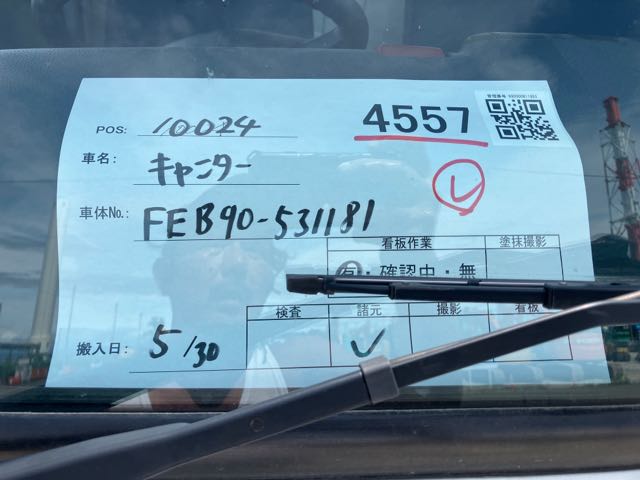 4557
POS: 10024
車名: キャンター
車体No.: FEB90-531181
看板作業 塗抹撮影
有・確認中・無
検査 諸元 撮影 看板
搬入日: 5/30